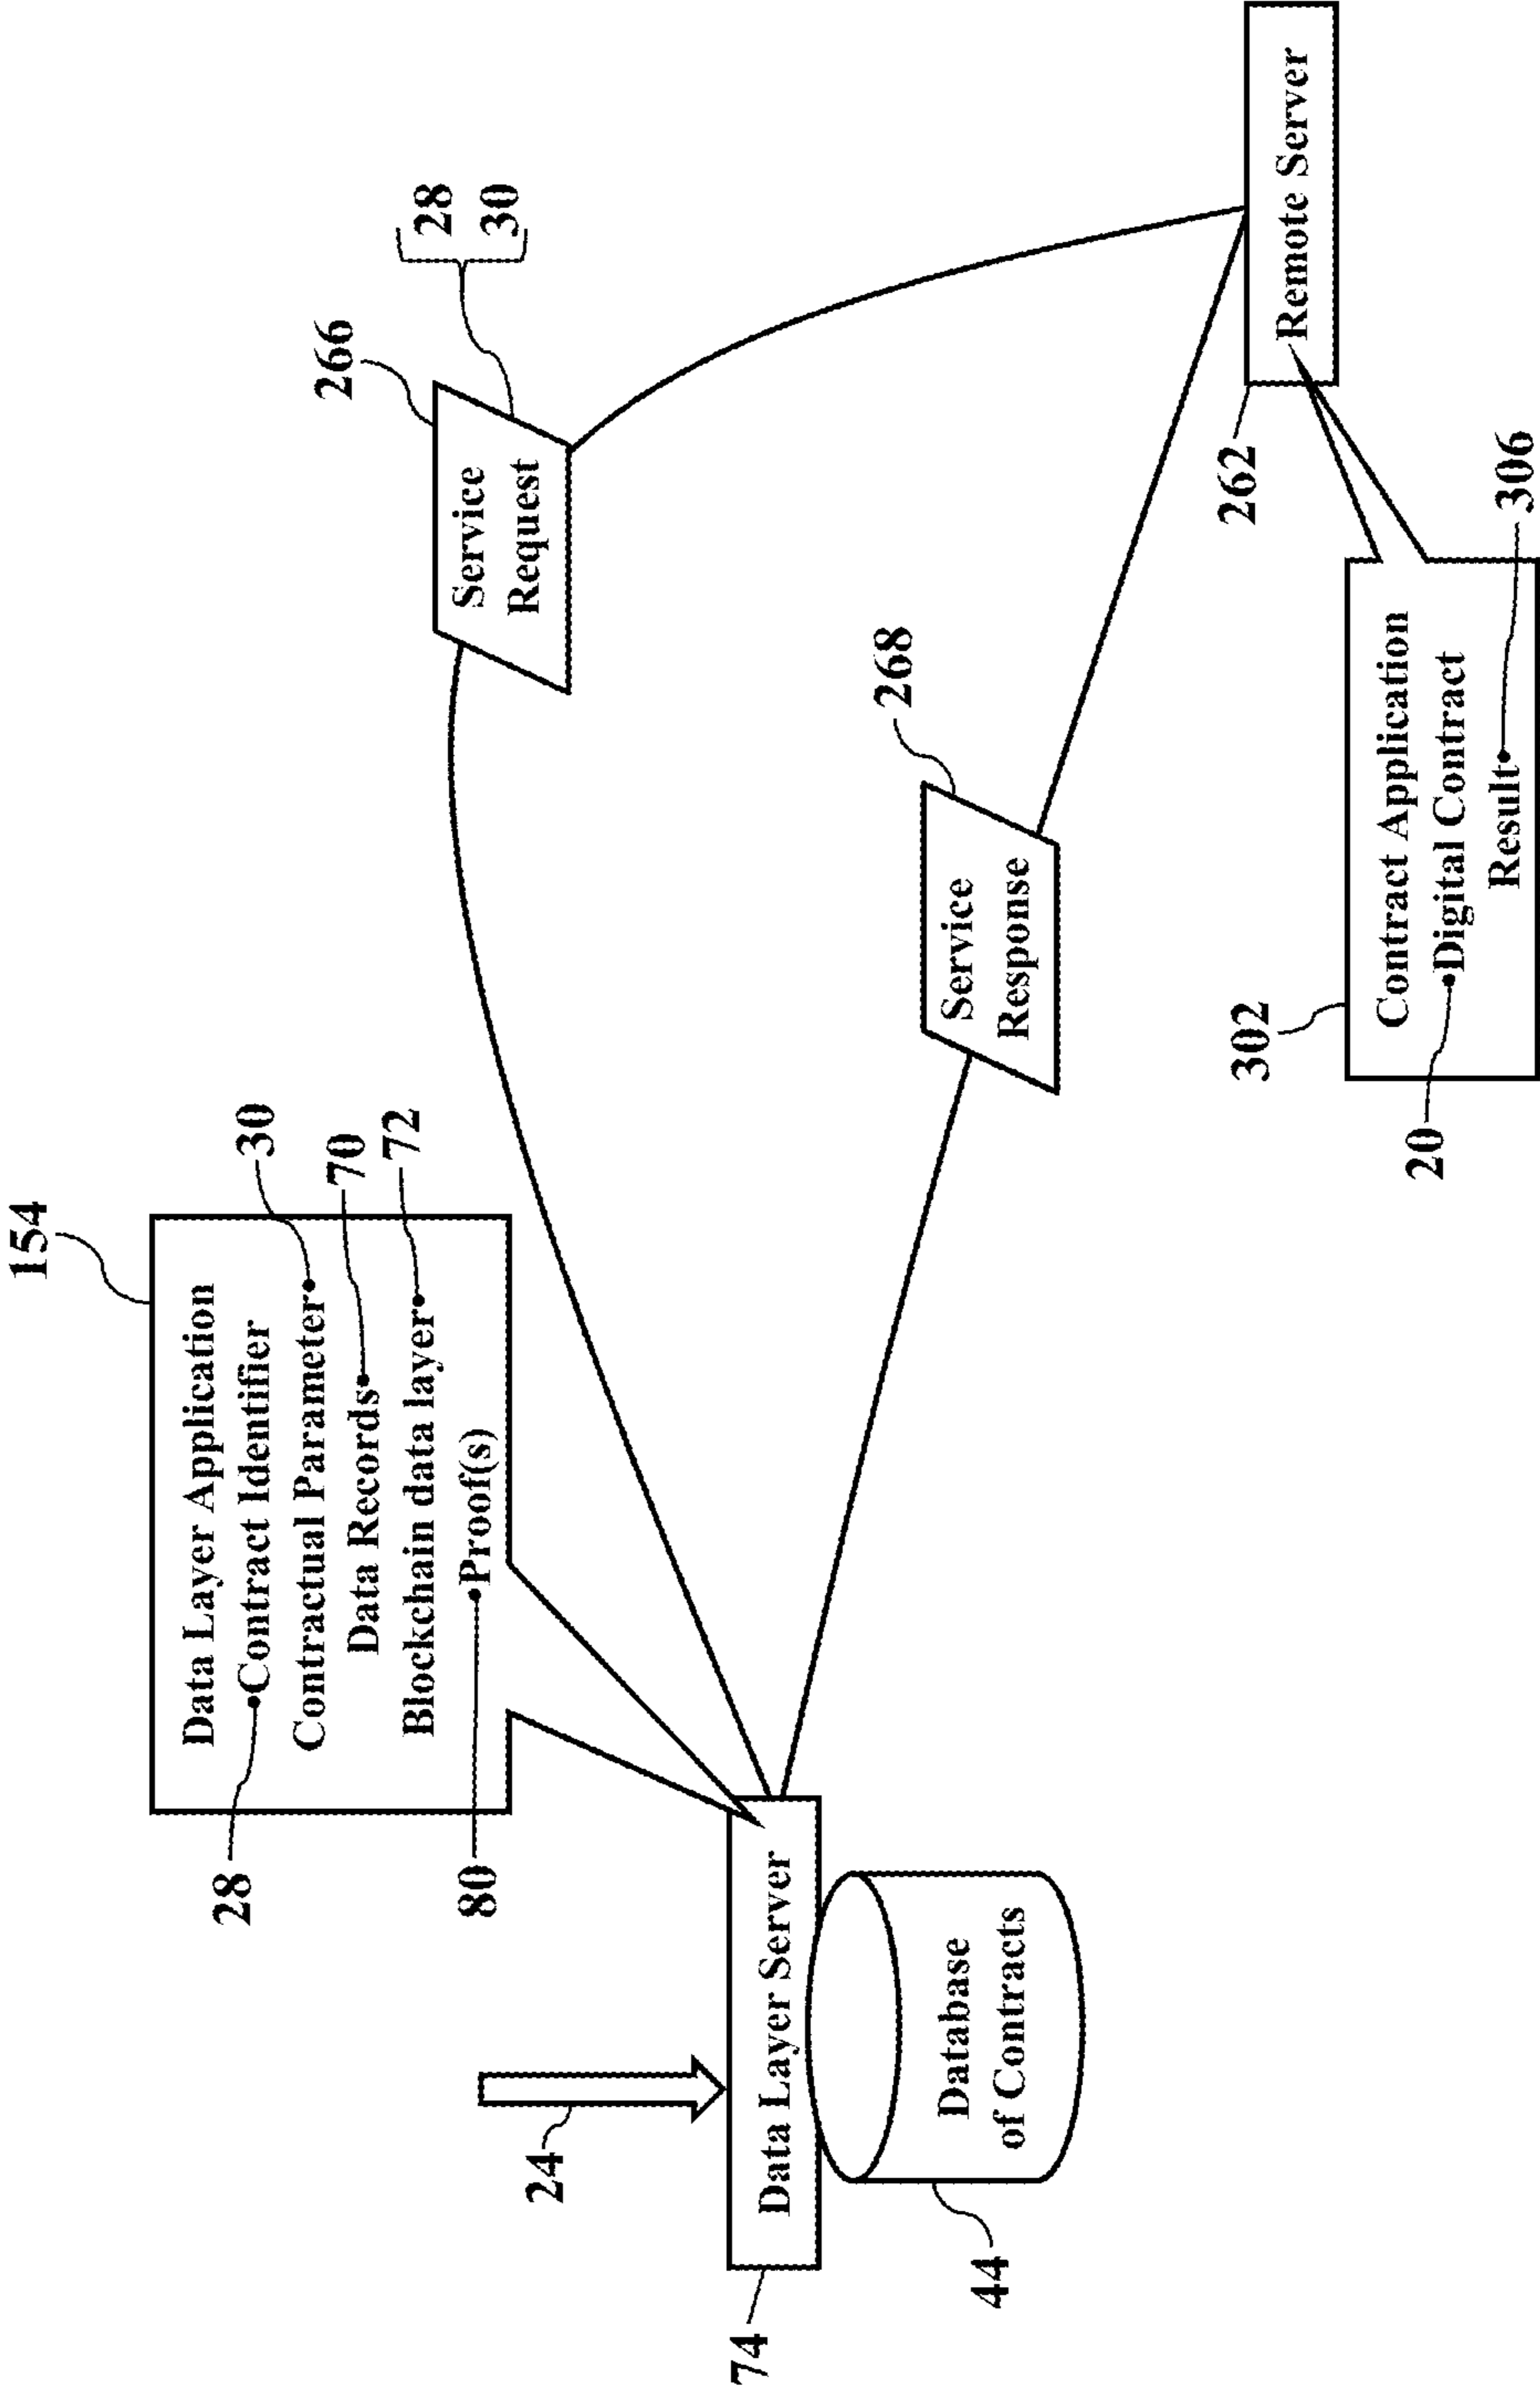 154
Data Layer Application
28
Contract Identifier
Contractual Parameter
30
Data Records
70
Blockchain data layer
72
80
Proof(s)
266
Service
Request
28
30
24
74
Data Layer Server
44
Database
of Contracts
268
Service
Response
262
Remote Server
302
Contract Application
20
Digital Contract
Result
306